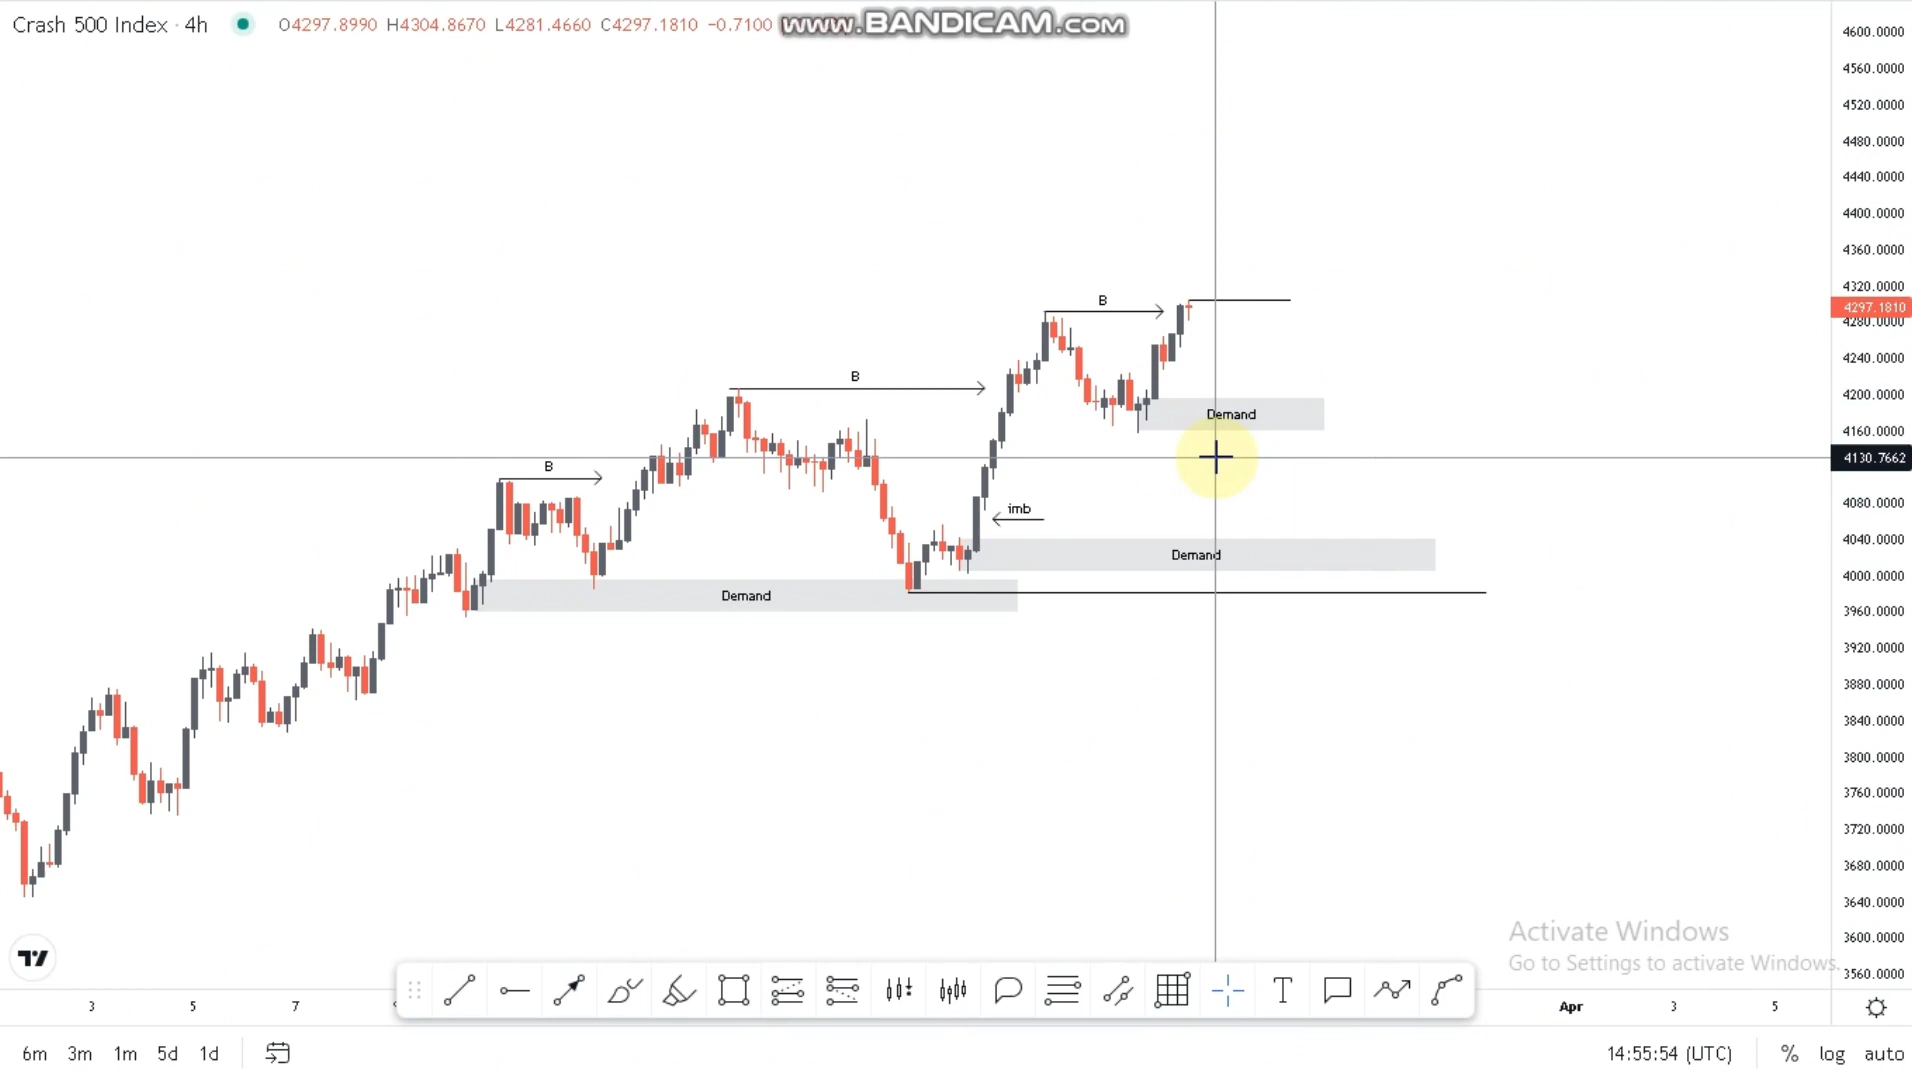 Crash 500 Index · 4h O4297.8990 H4304.8670 L4281.4660 C4297.1810 −0.7100
www.BANDICAM.com
4600.0000
4560.0000
4520.0000
4480.0000
4440.0000
4400.0000
4360.0000
4320.0000
4297.1810
4280.0000
4240.0000
4200.0000
4160.0000
4130.7662
4080.0000
4040.0000
4000.0000
3960.0000
3920.0000
3880.0000
3840.0000
3800.0000
3760.0000
3720.0000
3680.0000
3640.0000
3600.0000
3560.0000
B
B
B
Demand
imb
Demand
Demand
Activate Windows
Go to Settings to activate Windows.
3 5 7 Apr 3 5
6m 3m 1m 5d 1d 14:55:54 (UTC) % log auto